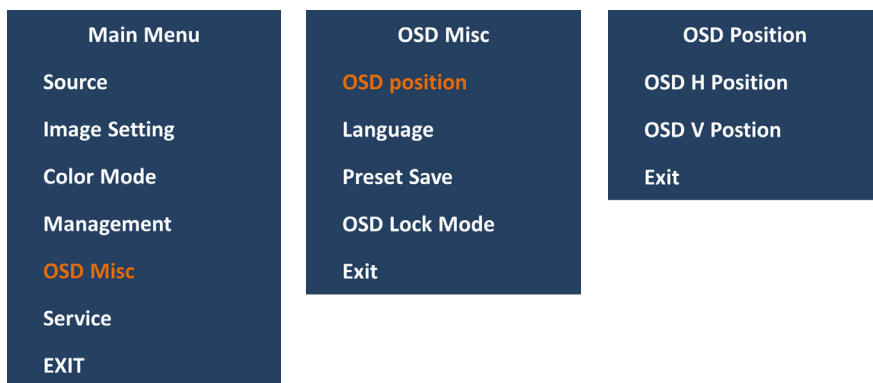 Main Menu
Source
Image Setting
Color Mode
Management
OSD Misc
Service
EXIT
OSD Misc
OSD position
Language
Preset Save
OSD Lock Mode
Exit
OSD Position
OSD H Position
OSD V Postion
Exit